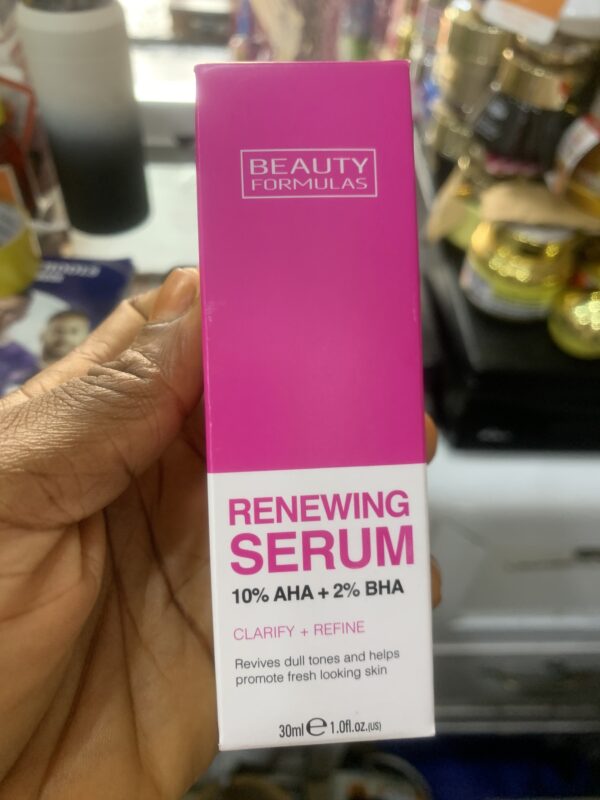 BEAUTY
FORMULAS
RENEWING
SERUM
10% AHA + 2% BHA
CLARIFY + REFINE
Revives dull tones and helps
promote fresh looking skin
30ml ℮ 1.0fl.oz.(US)